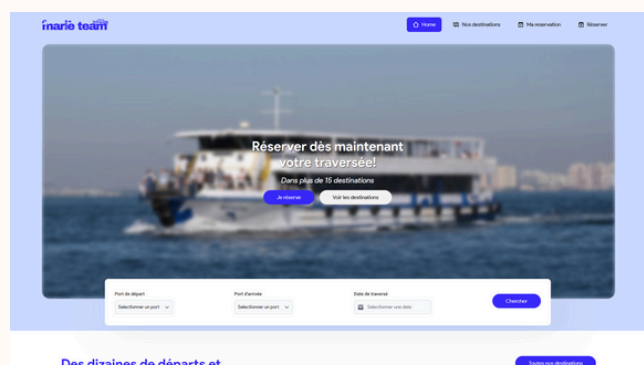 marie team
Home
Nos destinations
Ma reservation
Réserver
Réserver dès maintenant
votre traversée!
Dans plus de 15 destinations
Je réserve
Voir les destinations
Port de départ
Port d'arrivée
Date de traversé
Selectionner un port
Selectionner un port
Selectionner une date
Chercher
Des dizaines de départs et
Toutes nos destinations